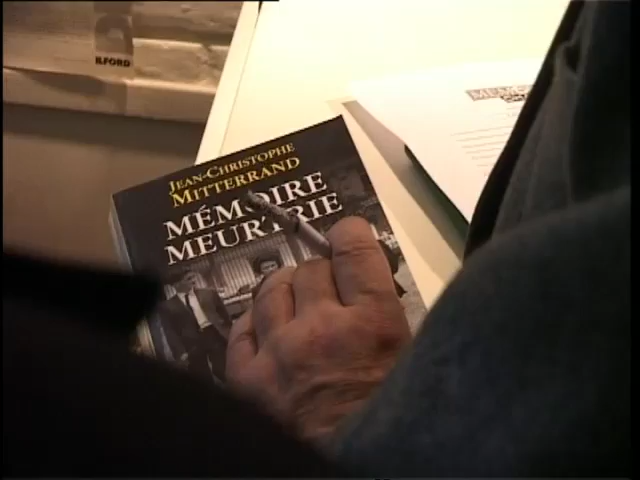 ILFORD
JEAN-CHRISTOPHE
MITTERRAND
MÉMOIRE
MEURTRIE